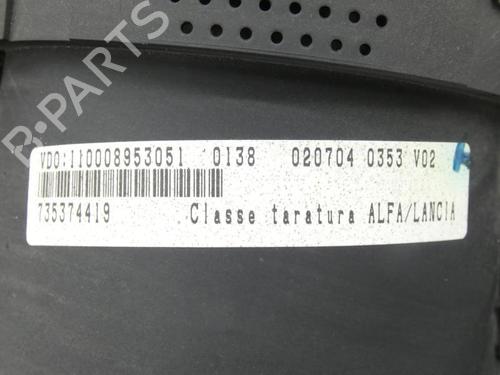 VDO:110008953051 0138 020704 0353 V02
735374419 .Classe taratura ALFA/LANCIA
B-PARTS